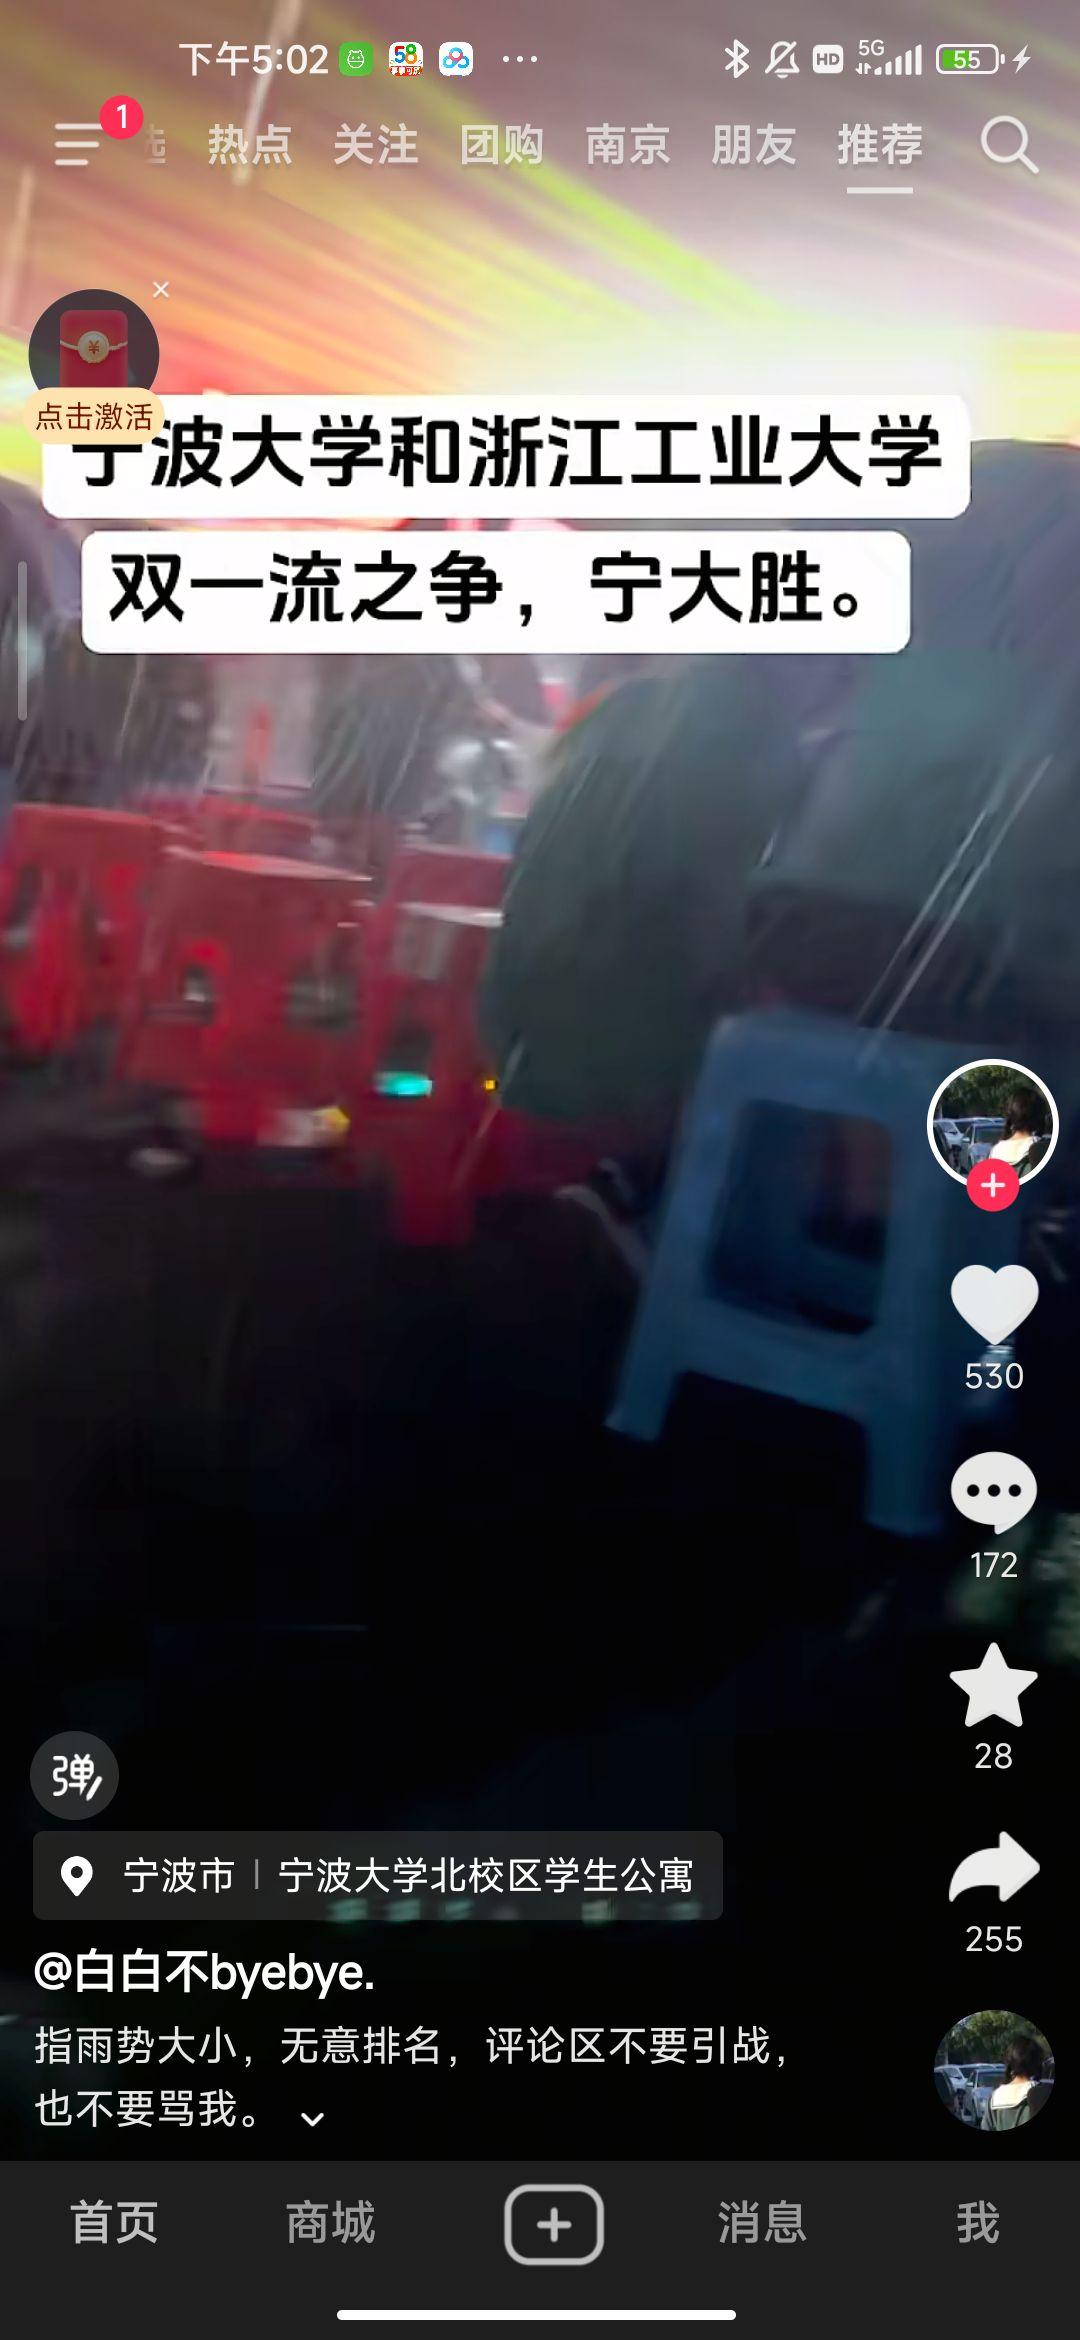 下午5:02
58
HD
5G
55
1
热点 关注 团购 南京 朋友 推荐
点击激活
宁波大学和浙江工业大学
双一流之争，宁大胜。
530
172
28
弹
宁波市 | 宁波大学北校区学生公寓
255
@白白不byebye.
指雨势大小，无意排名，评论区不要引战，
也不要骂我。
首页 商城 消息 我